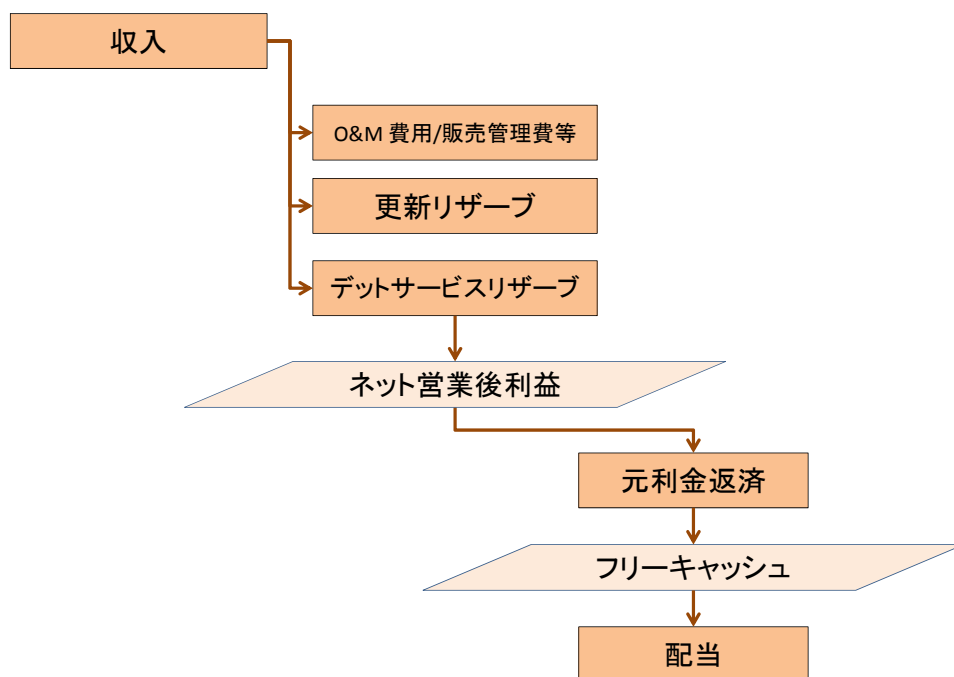 収入
O&M 費用/販売管理費等
更新リザーブ
デットサービスリザーブ
ネット営業後利益
元利金返済
フリーキャッシュ
配当